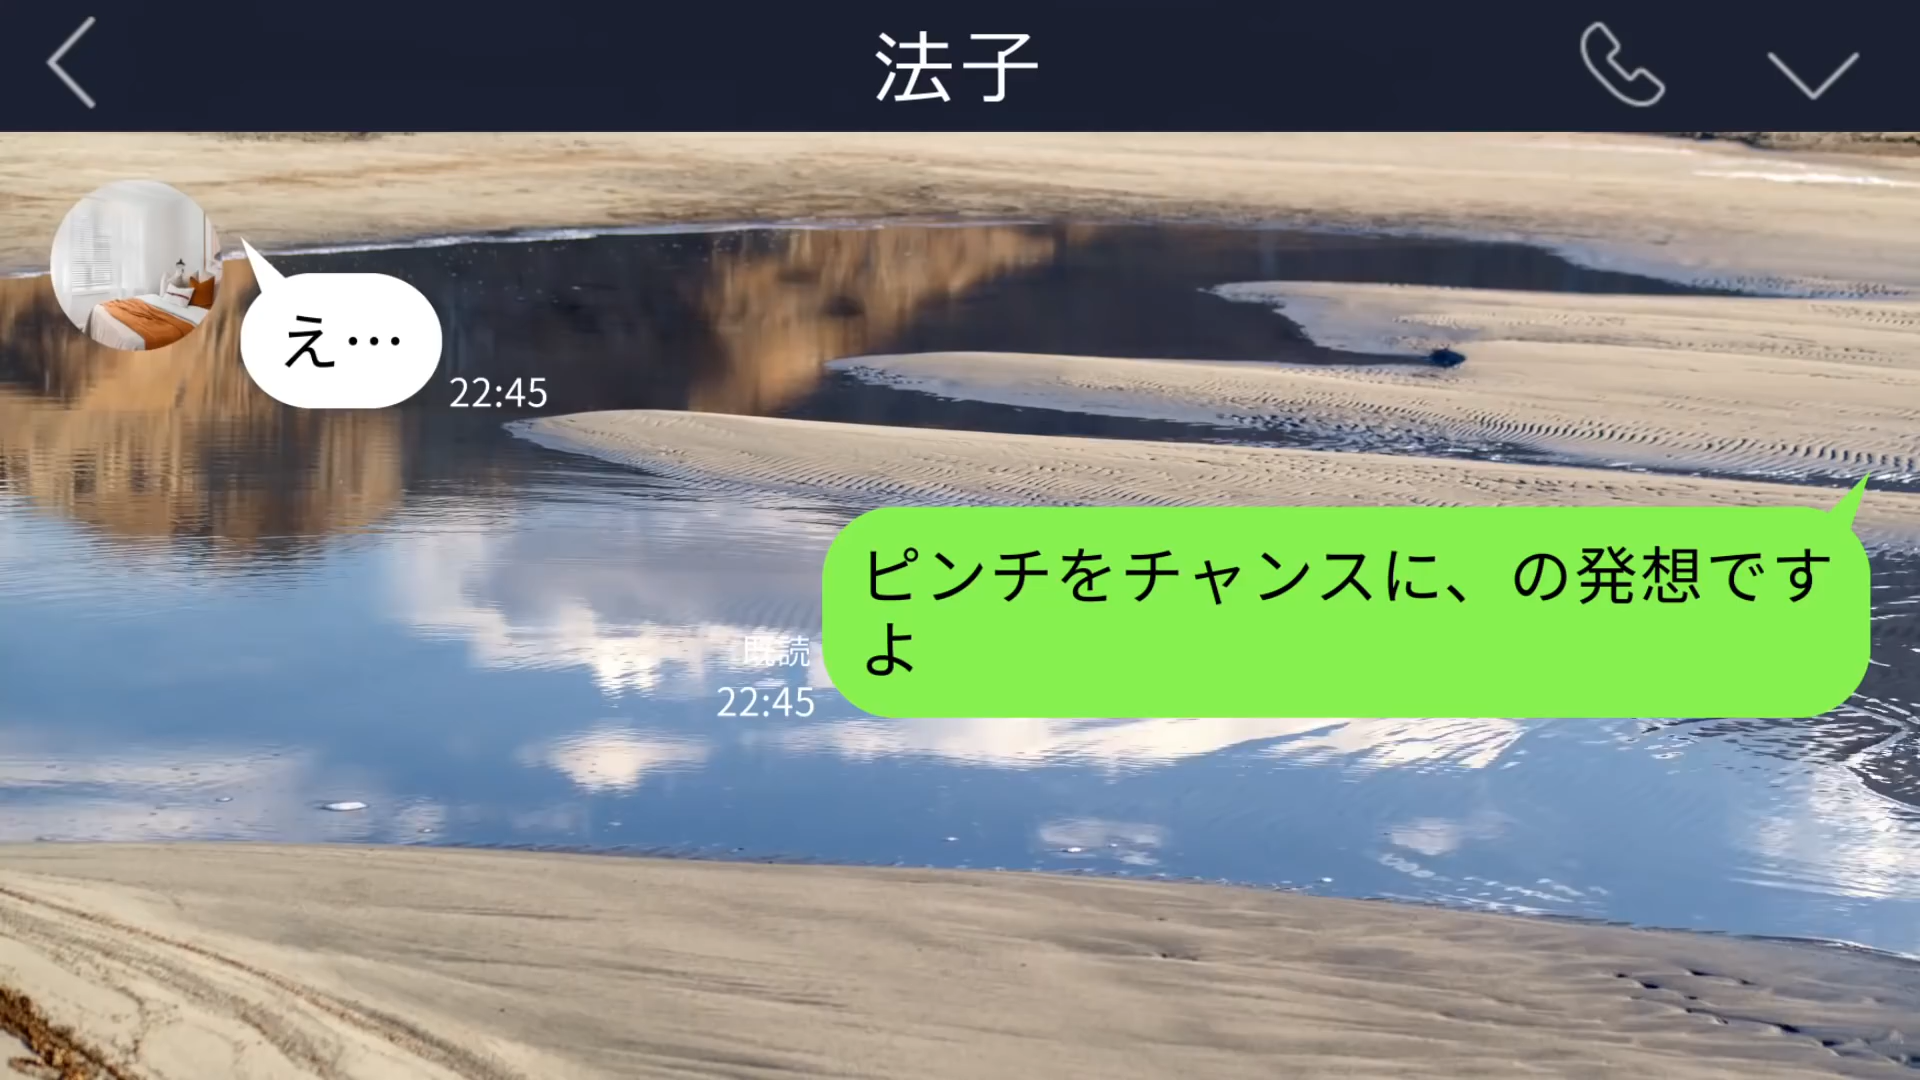 法子
え…
22:45
ピンチをチャンスに、の発想です
よ
既読
22:45